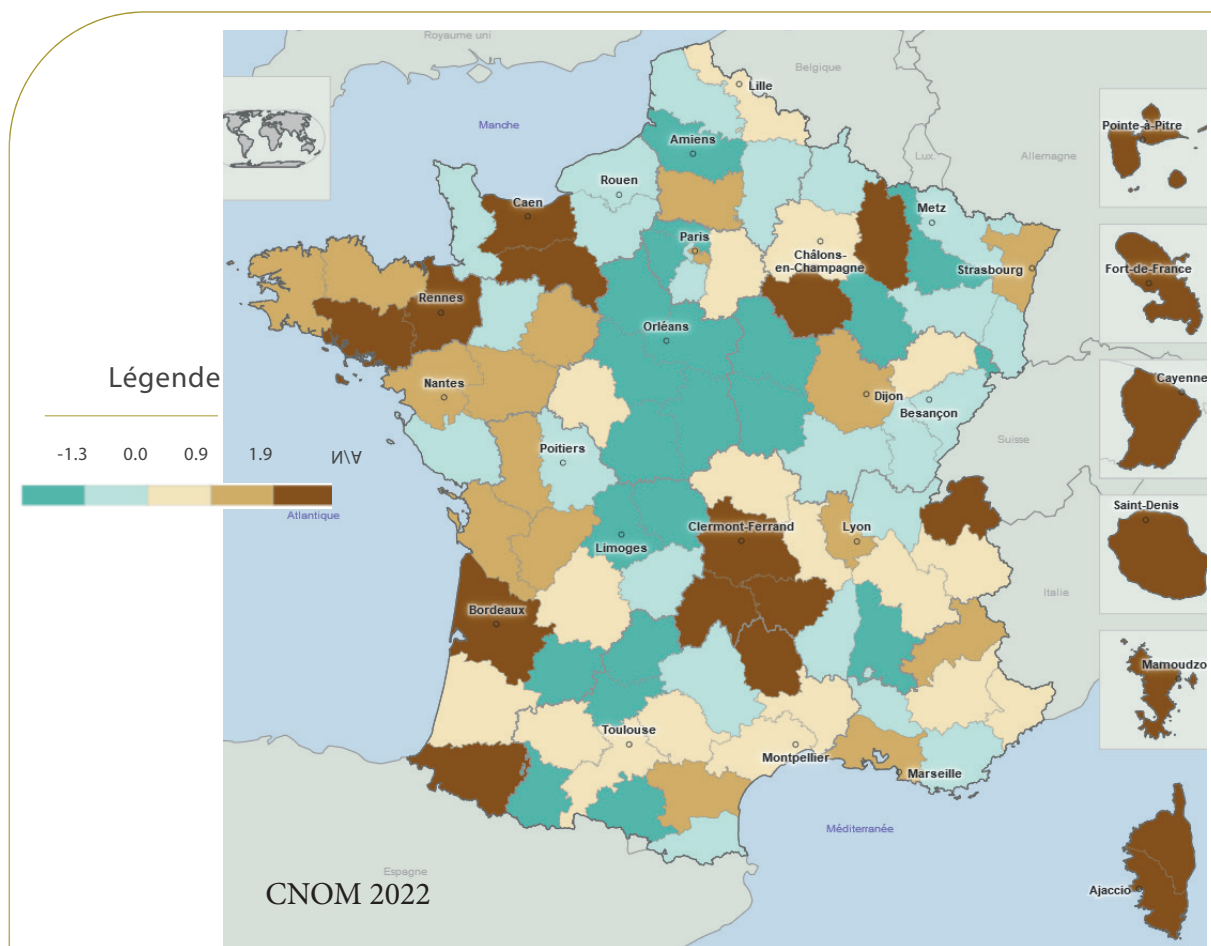 Royaume uni
Belgique
Lille
Manche
Pointe-à-Pitre
Amiens
Lux.
Allemagne
Rouen
Caen
Metz
Paris
Châlons-
en-Champagne
Strasbourg
Fort-de-France
Rennes
Orléans
Légende
Nantes
Dijon
Besançon
Cayenne
Suisse
Poitiers
-1.3 0.0 0.9 1.9 N/A
Atlantique
Clermont-Ferrand
Lyon
Saint-Denis
Limoges
Italie
Bordeaux
Mamoudzo
Toulouse
Montpellier
Marseille
Méditerranée
Espagne
CNOM 2022
Ajaccio